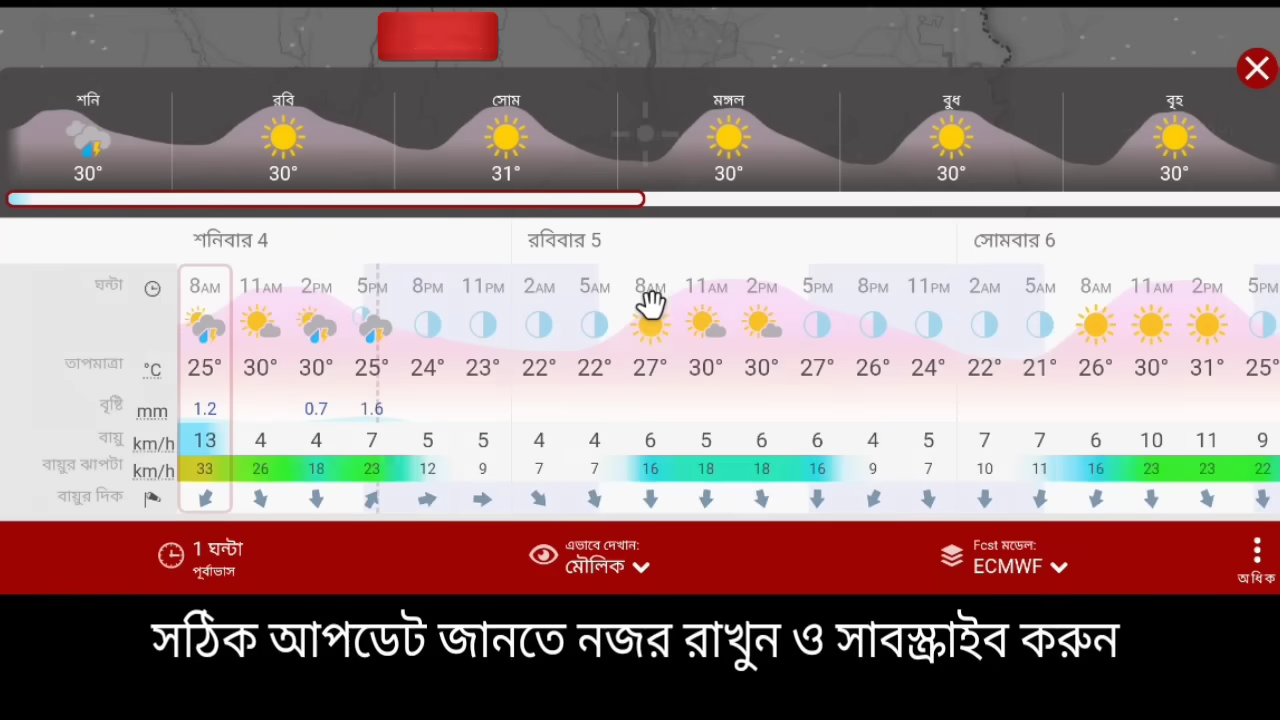 শনি রবি সোম মঙ্গল বুধ বৃহ
30° 30° 31° 30° 30° 30°
শনিবার 4 রবিবার 5 সোমবার 6
ঘন্টা 8AM 11AM 2PM 5PM 8PM 11PM 2AM 5AM 8AM 11AM 2PM 5PM 8PM 11PM 2AM 5AM 8AM 11AM 2PM 5PM
তাপমাত্রা °C 25° 30° 30° 25° 24° 23° 22° 22° 27° 30° 30° 27° 26° 24° 22° 21° 26° 30° 31° 25°
বৃষ্টি mm 1.2 0.7 1.6
বায়ু km/h 13 4 4 7 5 5 4 4 6 5 6 6 4 5 7 7 6 10 11 9
বায়ুর ঝাপটা km/h 33 26 18 23 12 9 7 7 16 18 18 16 9 7 10 11 16 23 23 22
বায়ুর দিক
1 ঘন্টা
পূর্বাভাস
এভাবে দেখান:
মৌলিক
Fcst মডেল:
ECMWF
অধিক
সঠিক আপডেট জানতে নজর রাখুন ও সাবস্ক্রাইব করুন